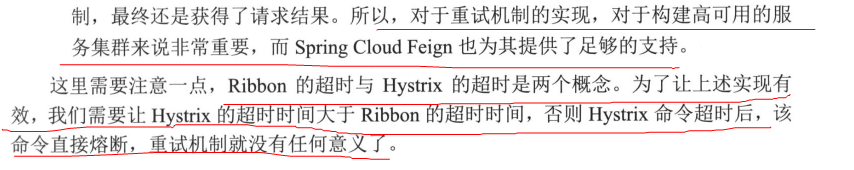 制，最终还是获得了请求结果。所以，对于重试机制的实现，对于构建高可用的服
务集群来说非常重要，而 Spring Cloud Feign 也为其提供了足够的支持。
这里需要注意一点，Ribbon 的超时与 Hystrix 的超时是两个概念。为了让上述实现有
效，我们需要让 Hystrix 的超时时间大于 Ribbon 的超时时间，否则 Hystrix 命令超时后，该
命令直接熔断，重试机制就没有任何意义了。